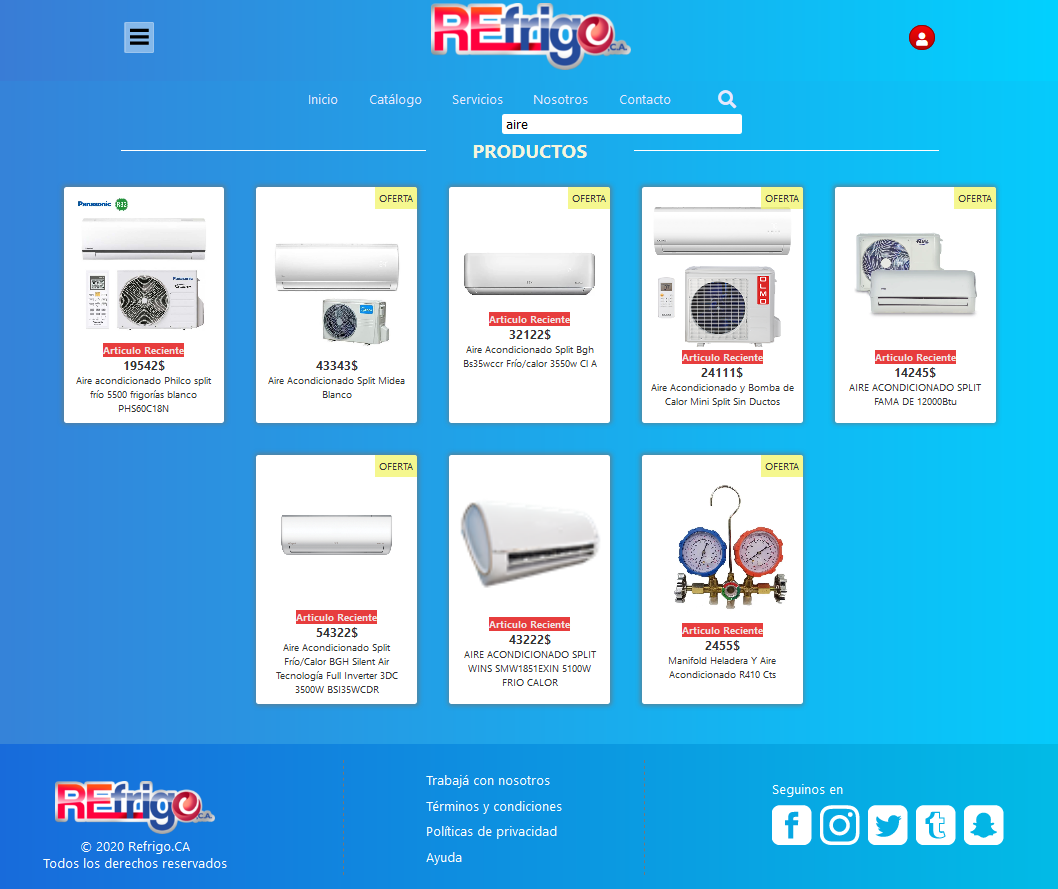 REfrigo.C.A.
Inicio Catálogo Servicios Nosotros Contacto
aire
PRODUCTOS
Panasonic R32
Panasonic
Articulo Reciente
19542$
Aire acondicionado Philco split
frío 5500 frigorías blanco
PHS60C18N
OFERTA
43343$
Aire Acondicionado Split Midea
Blanco
OFERTA
Articulo Reciente
32122$
Aire Acondicionado Split Bgh
Bs35wccr Frío/calor 3550w Cl A
OFERTA
Articulo Reciente
24111$
Aire Acondicionado y Bomba de
Calor Mini Split Sin Ductos
OFERTA
Articulo Reciente
14245$
AIRE ACONDICIONADO SPLIT
FAMA DE 12000Btu
OFERTA
Articulo Reciente
54322$
Aire Acondicionado Split
Frío/Calor BGH Silent Air
Tecnología Full Inverter 3DC
3500W BSI35WCDR
Articulo Reciente
43222$
AIRE ACONDICIONADO SPLIT
WINS SMW1851EXIN 5100W
FRIO CALOR
OFERTA
Articulo Reciente
2455$
Manifold Heladera Y Aire
Acondicionado R410 Cts
REfrigo.C.A.
© 2020 Refrigo.CA
Todos los derechos reservados
Trabajá con nosotros
Términos y condiciones
Políticas de privacidad
Ayuda
Seguinos en